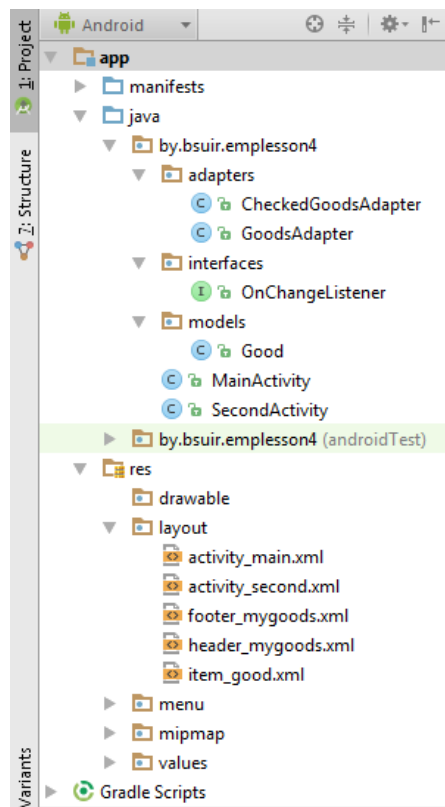 Android
1: Project
app
manifests
java
by.bsuir.emplesson4
adapters
C CheckedGoodsAdapter
C GoodsAdapter
interfaces
I OnChangeListener
models
C Good
C MainActivity
C SecondActivity
by.bsuir.emplesson4 (androidTest)
res
drawable
layout
activity_main.xml
activity_second.xml
footer_mygoods.xml
header_mygoods.xml
item_good.xml
menu
mipmap
values
Gradle Scripts
7: Structure
Variants